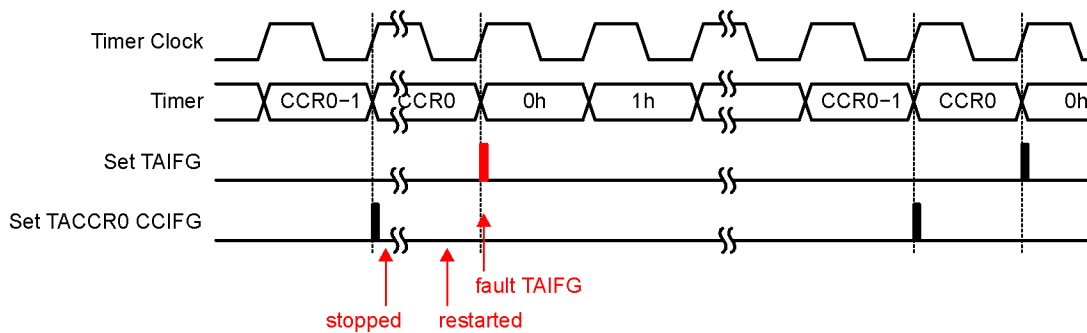 Timer Clock
Timer CCR0−1 CCR0 0h 1h CCR0−1 CCR0 0h
Set TAIFG
Set TACCR0 CCIFG
fault TAIFG
stopped restarted